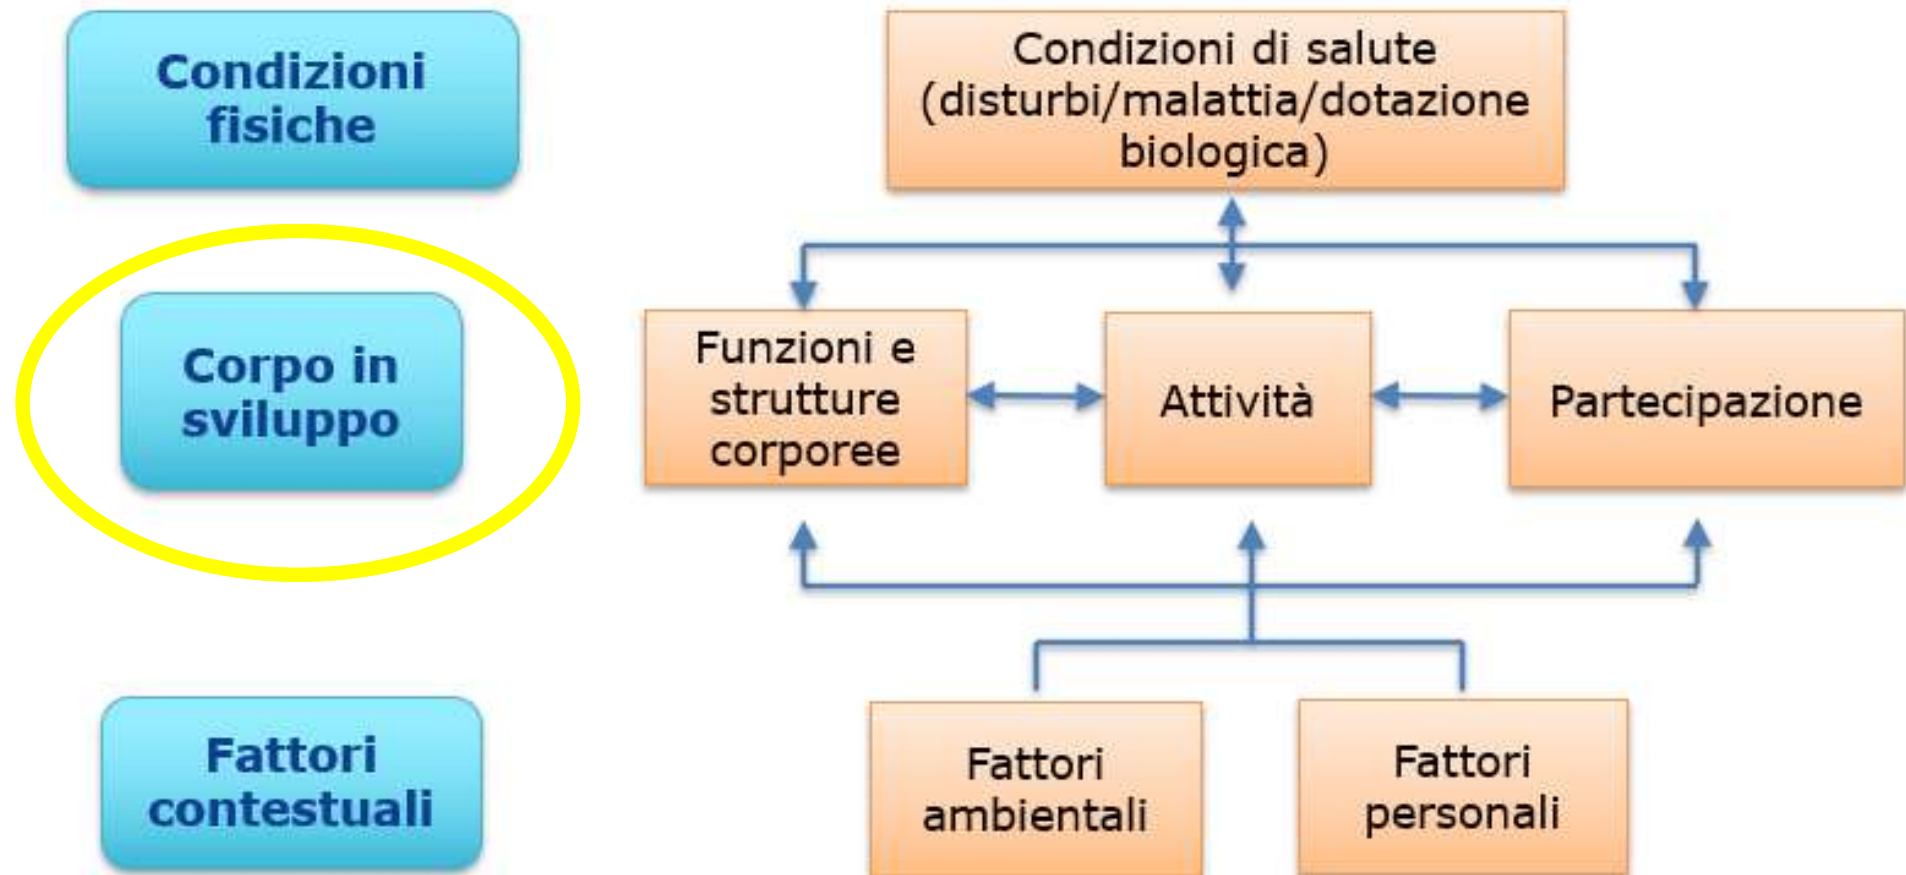 Condizioni
fisiche
Condizioni di salute
(disturbi/malattia/dotazione
biologica)
Corpo in
sviluppo
Funzioni e
strutture
corporee
Attività
Partecipazione
Fattori
contestuali
Fattori
ambientali
Fattori
personali